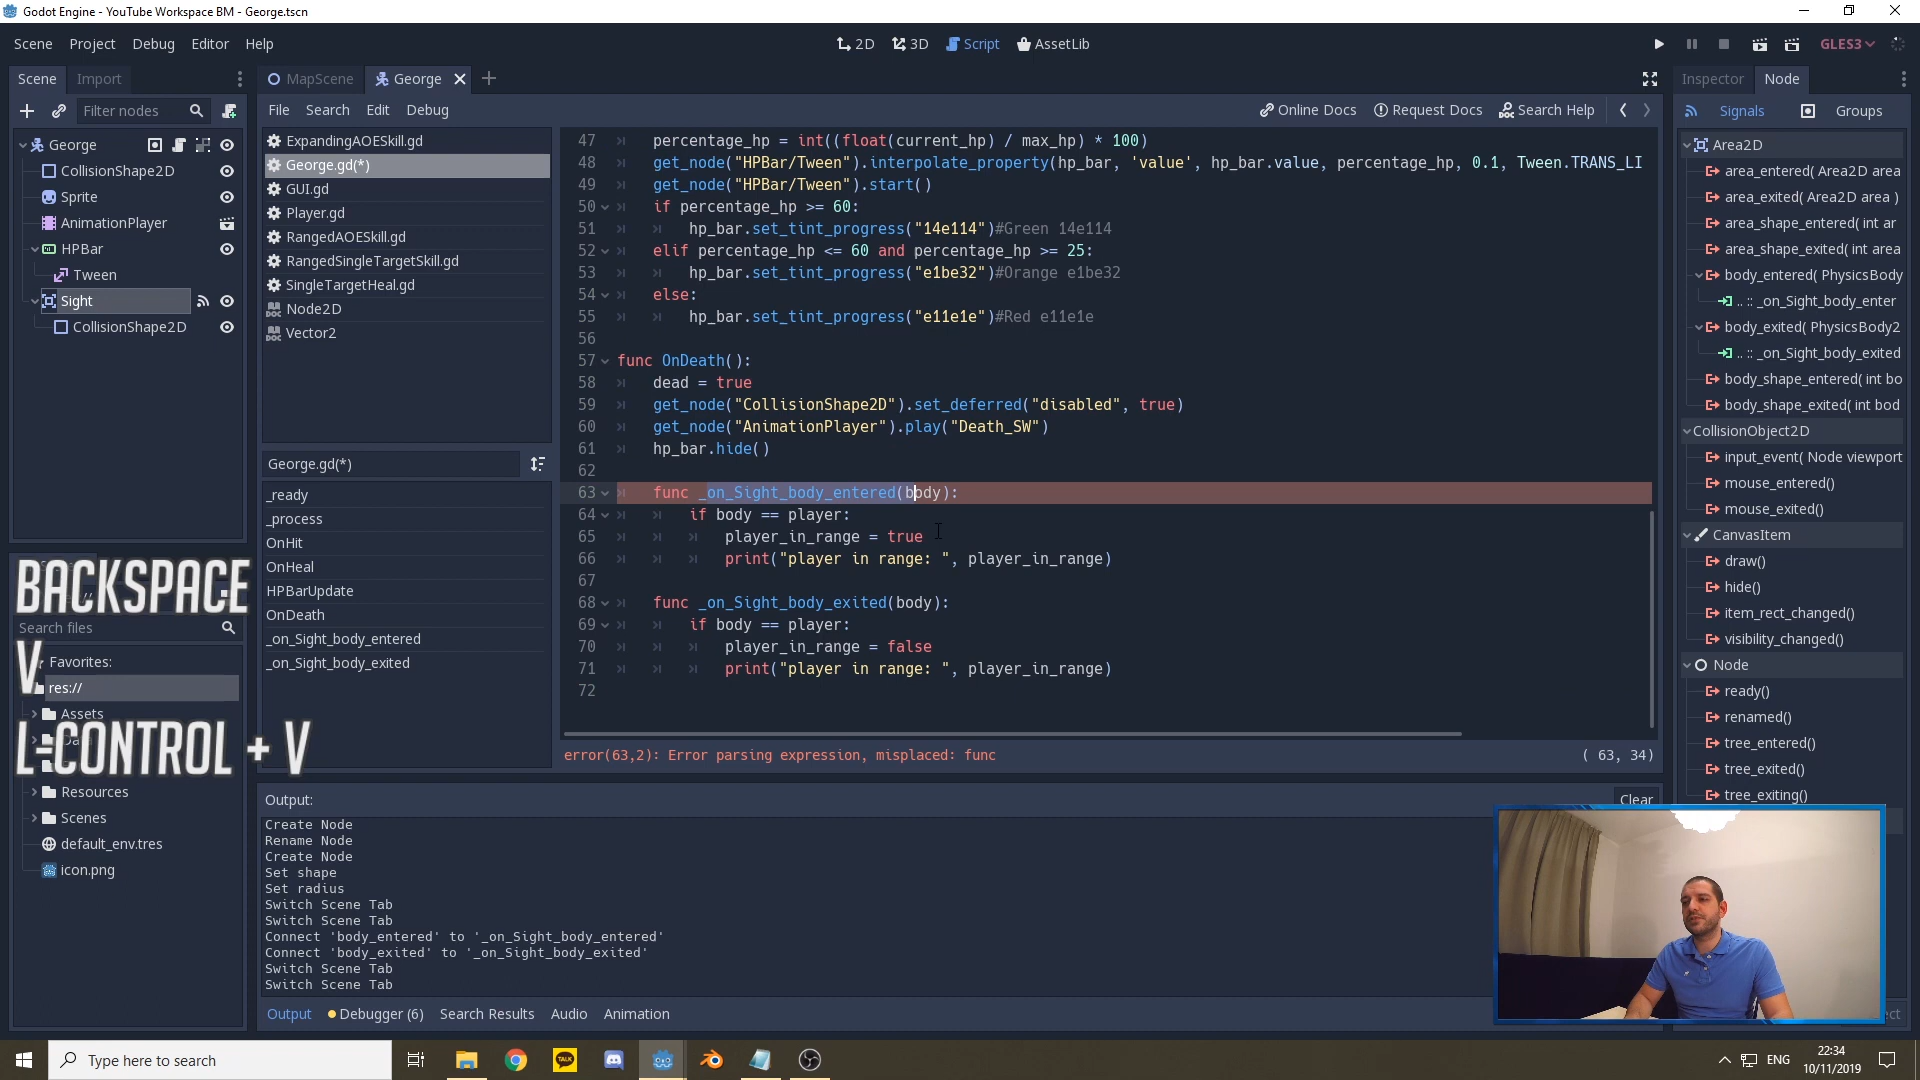 Godot Engine - YouTube Workspace BM - George.tscn
Scene Project Debug Editor Help
2D 3D Script AssetLib
GLES3
Scene Import
MapScene George
Inspector Node
Filter nodes
File Search Edit Debug
Online Docs Request Docs Search Help
Signals Groups
George
CollisionShape2D
Sprite
AnimationPlayer
HPBar
Tween
Sight
CollisionShape2D
ExpandingAOESkill.gd
George.gd(*)
GUI.gd
Player.gd
RangedAOESkill.gd
RangedSingleTargetSkill.gd
SingleTargetHeal.gd
Node2D
Vector2
George.gd(*)
_ready
_process
OnHit
OnHeal
HPBarUpdate
OnDeath
_on_Sight_body_entered
_on_Sight_body_exited
47 percentage_hp = int((float(current_hp) / max_hp) * 100)
48 get_node("HPBar/Tween").interpolate_property(hp_bar, 'value', hp_bar.value, percentage_hp, 0.1, Tween.TRANS_LI
49 get_node("HPBar/Tween").start()
50 if percentage_hp >= 60:
51 hp_bar.set_tint_progress("14e114")#Green 14e114
52 elif percentage_hp <= 60 and percentage_hp >= 25:
53 hp_bar.set_tint_progress("e1be32")#Orange e1be32
54 else:
55 hp_bar.set_tint_progress("e11e1e")#Red e11e1e
56
57 func OnDeath():
58 dead = true
59 get_node("CollisionShape2D").set_deferred("disabled", true)
60 get_node("AnimationPlayer").play("Death_SW")
61 hp_bar.hide()
62
63 func _on_Sight_body_entered(body):
64 if body == player:
65 player_in_range = true
66 print("player in range: ", player_in_range)
67
68 func _on_Sight_body_exited(body):
69 if body == player:
70 player_in_range = false
71 print("player in range: ", player_in_range)
72
error(63,2): Error parsing expression, misplaced: func
( 63, 34)
Area2D
area_entered( Area2D area
area_exited( Area2D area )
area_shape_entered( int ar
area_shape_exited( int area
body_entered( PhysicsBody
.. :: _on_Sight_body_enter
body_exited( PhysicsBody2
.. :: _on_Sight_body_exited
body_shape_entered( int bo
body_shape_exited( int bod
CollisionObject2D
input_event( Node viewport
mouse_entered()
mouse_exited()
CanvasItem
draw()
hide()
item_rect_changed()
visibility_changed()
Node
ready()
renamed()
tree_entered()
tree_exited()
tree_exiting()
BACKSPACE
Search files
V
Favorites:
res://
Assets
L-CONTROL + V
Resources
Scenes
default_env.tres
icon.png
Output:
Clear
Create Node
Rename Node
Create Node
Set shape
Set radius
Switch Scene Tab
Switch Scene Tab
Connect 'body_entered' to '_on_Sight_body_entered'
Connect 'body_exited' to '_on_Sight_body_exited'
Switch Scene Tab
Switch Scene Tab
Output Debugger (6) Search Results Audio Animation
Type here to search
TALK
ENG
22:34
10/11/2019